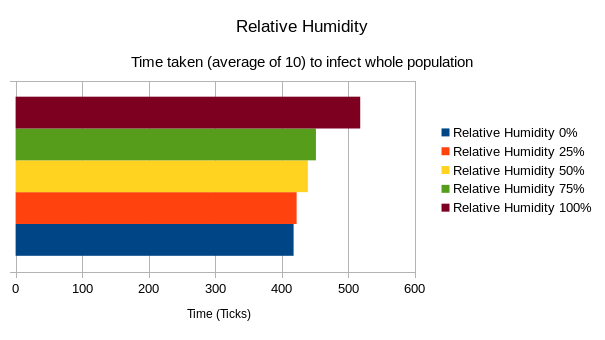 Relative Humidity
Time taken (average of 10) to infect whole population
Relative Humidity 0%
Relative Humidity 25%
Relative Humidity 50%
Relative Humidity 75%
Relative Humidity 100%
0 100 200 300 400 500 600
Time (Ticks)